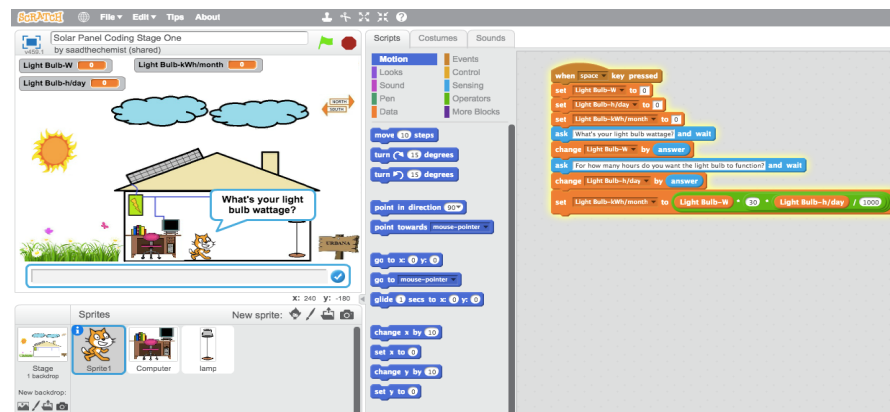 SCRATCH File▼ Edit▼ Tips About
Solar Panel Coding Stage One
by saadthechemist (shared)
Light Bulb-W 0
Light Bulb-kWh/month 0
Light Bulb-h/day 0
NORTH
SOUTH
What's your light
bulb wattage?
URBANA
X: 240 Y: -180
Sprites New sprite:
Stage
1 backdrop
Sprite1
Computer
lamp
New backdrop:
Scripts Costumes Sounds
Motion Events
Looks Control
Sound Sensing
Pen Operators
Data More Blocks
move 10 steps
turn 15 degrees
turn 15 degrees
point in direction 90▼
point towards mouse-pointer
go to x: 0 y: 0
go to mouse-pointer
glide 1 secs to x: 0 y: 0
change x by 10
set x to 0
change y by 10
set y to 0
when space key pressed
set Light Bulb-W to 0
set Light Bulb-h/day to 0
set Light Bulb-kWh/month to 0
ask What's your light bulb wattage? and wait
change Light Bulb-W by answer
ask For how many hours do you want the light bulb to function? and wait
change Light Bulb-h/day by answer
set Light Bulb-kWh/month to Light Bulb-W * 30 * Light Bulb-h/day / 1000